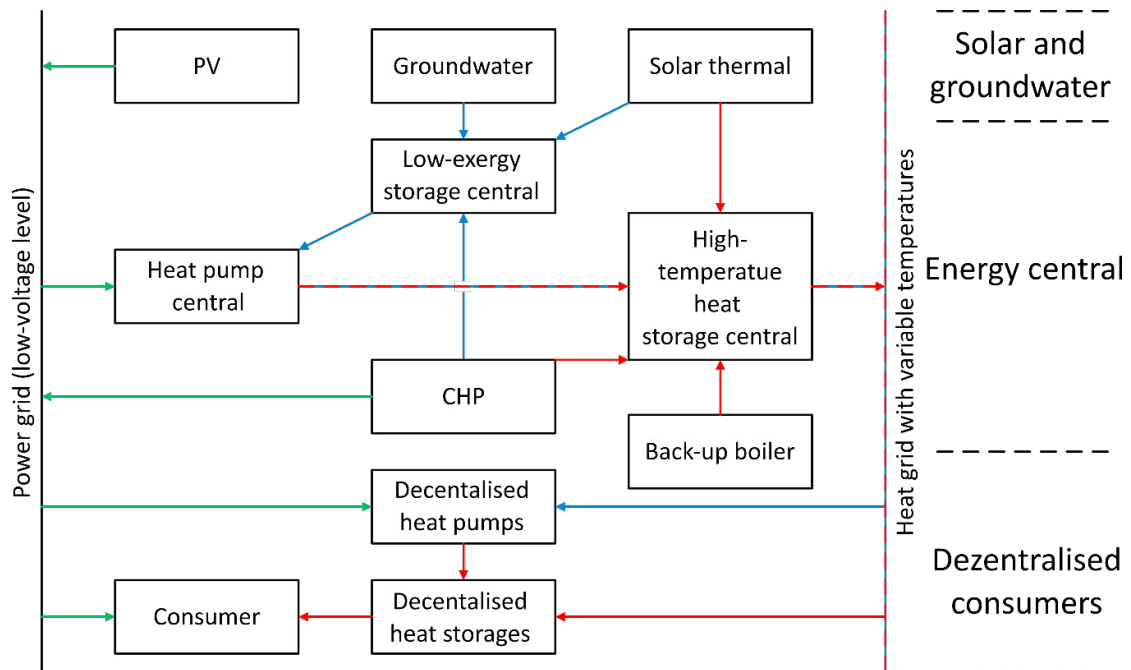 PV
Groundwater
Solar thermal
Solar and
groundwater
Low-exergy
storage central
Power grid (low-voltage level)
Heat pump
central
High-
temperatue
heat
storage central
Heat grid with variable temperatures
Energy central
CHP
Back-up boiler
Decentalised
heat pumps
Dezentralised
consumers
Consumer
Decentalised
heat storages